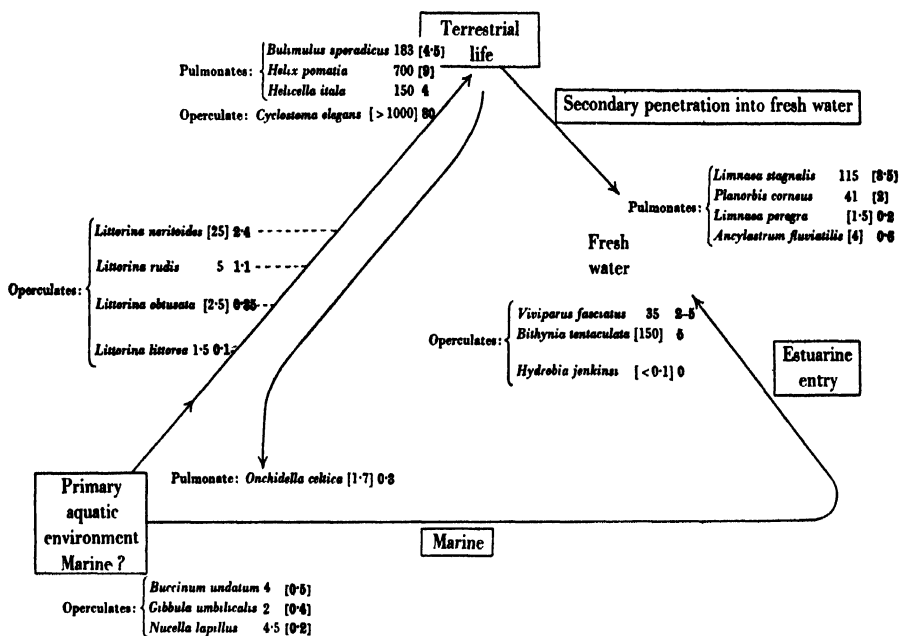 Terrestrial
life
Pulmonates:
Bulimulus sporadicus 183 [4·5]
Helix pomatia 700 [9]
Helicella itala 150 4
Operculate: Cyclostoma elegans [>1000] 80
Secondary penetration into fresh water
Pulmonates:
Limnaea stagnalis 115 [3·5]
Planorbis corneus 41 [2]
Limnaea peregra [1·5] 0·2
Ancylastrum fluviatilis [4] 0·6
Operculates:
Littorina neritoides [25] 2·4
Littorina rudis 5 1·1
Littorina obtusata [2·5] 0·35
Littorina littorea 1·5 0·1
Fresh
water
Operculates:
Viviparus fasciatus 35 2–5
Bithynia tentaculata [150] 5
Hydrobia jenkinsi [<0·1] 0
Estuarine
entry
Pulmonate: Onchidella celtica [1·7] 0·3
Primary
aquatic
environment
Marine ?
Marine
Operculates:
Buccinum undatum 4 [0·5]
Gibbula umbilicalis 2 [0·4]
Nucella lapillus 4·5 [0·2]